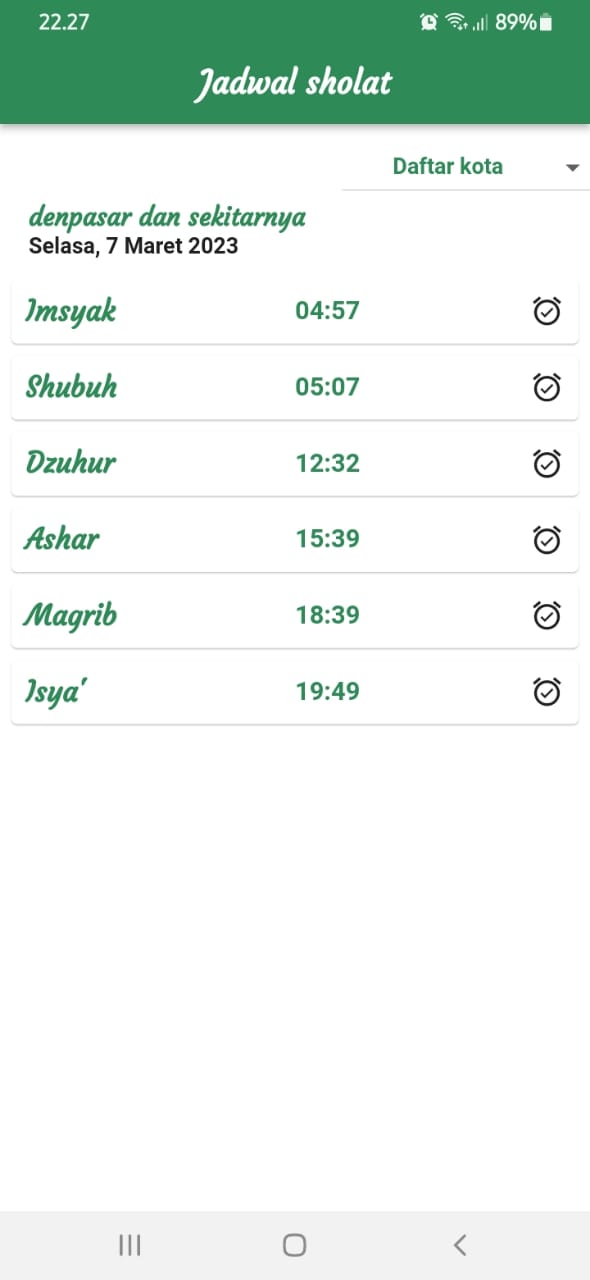 22.27 89%
Jadwal sholat
Daftar kota
denpasar dan sekitarnya
Selasa, 7 Maret 2023
Imsyak 04:57
Shubuh 05:07
Dzuhur 12:32
Ashar 15:39
Magrib 18:39
Isya' 19:49